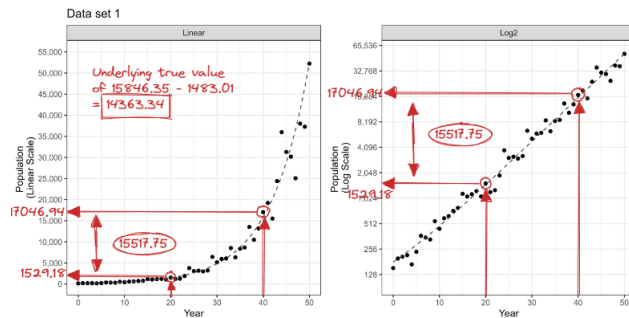 Data set 1
Linear
Underlying true value
of 15846.35 - 1483.01
= 14363.34
55,000
50,000
45,000
40,000
35,000
30,000
25,000
20,000
17046.94
15,000
10,000
5,000
1529.18
0
15517.75
Population
(Linear Scale)
0 10 20 30 40 50
Year
Log2
65,536
32,768
17046.94
16,384
8,192
4,096
2,048
1529.18
1,024
512
256
128
15517.75
Population
(Log Scale)
0 10 20 30 40 50
Year